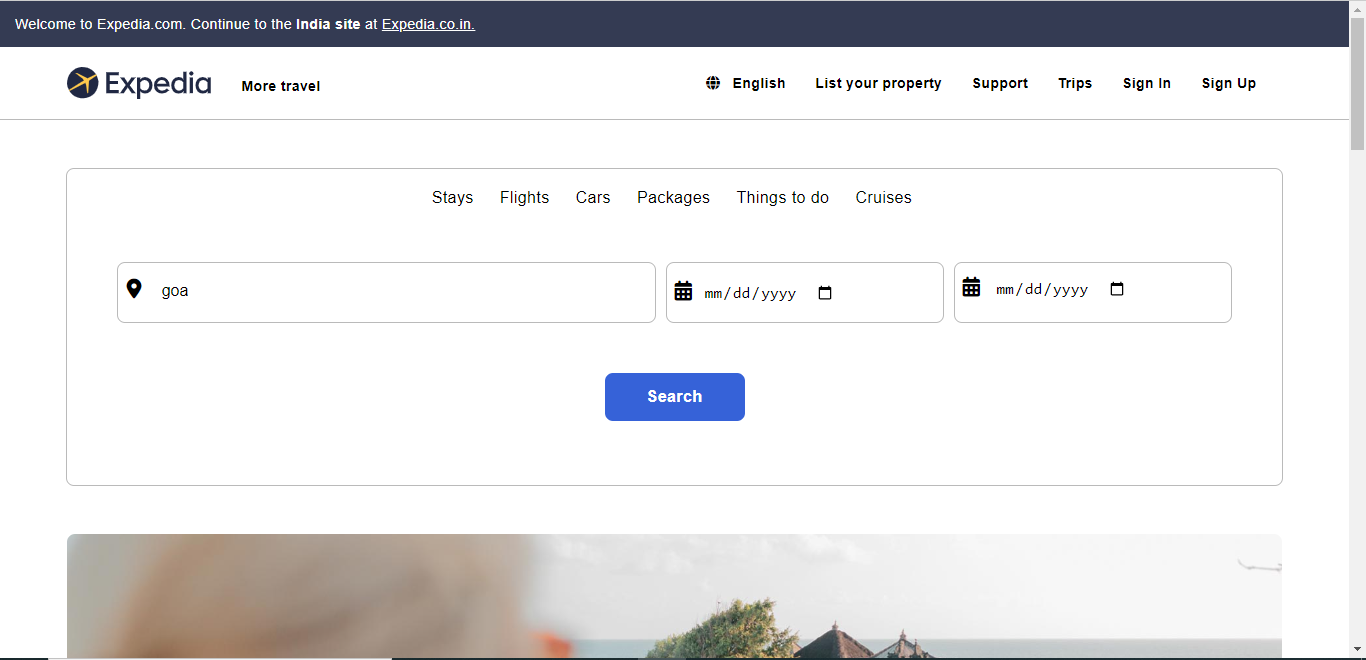 Welcome to Expedia.com. Continue to the India site at Expedia.co.in.
Expedia More travel English List your property Support Trips Sign In Sign Up
Stays Flights Cars Packages Things to do Cruises
goa mm/dd/yyyy mm/dd/yyyy
Search